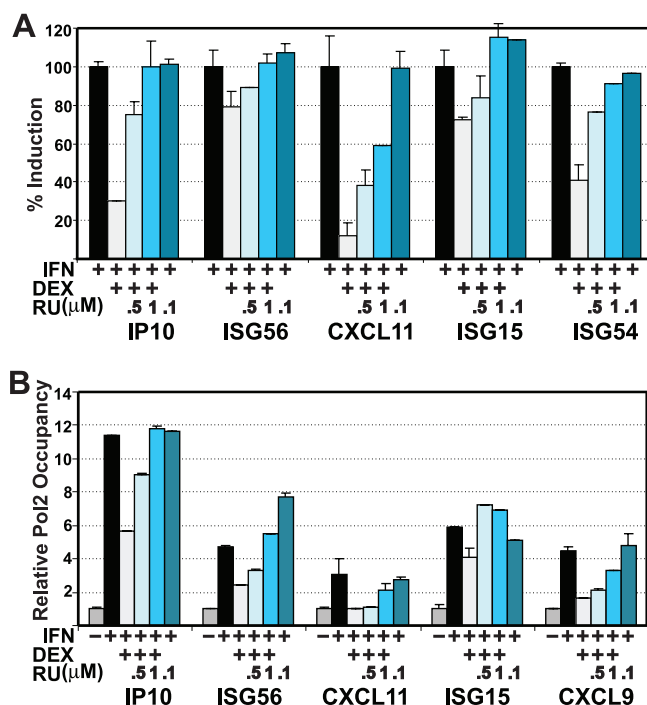 A
120
100
80
60
40
20
% Induction
IFN + + + + + + + + + + + + + + + + + + + + + + + + +
DEX + + + + + + + + + + + + + + +
RU(μM) .5 1 .1 .5 1 .1 .5 1 .1 .5 1 .1 .5 1 .1
IP10 ISG56 CXCL11 ISG15 ISG54
B
14
12
10
8
6
4
2
Relative Pol2 Occupancy
IFN − + + + + + − + + + + + − + + + + + − + + + + + − + + + + +
DEX + + + + + + + + + + + + + + +
RU(μM) .5 1 .1 .5 1 .1 .5 1 .1 .5 1 .1 .5 1 .1
IP10 ISG56 CXCL11 ISG15 CXCL9